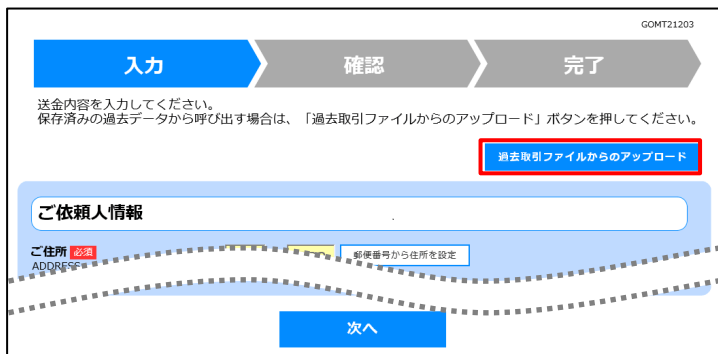 GOMT21203
入力
確認
完了
送金内容を入力してください。
保存済みの過去データから呼び出す場合は、「過去取引ファイルからのアップロード」ボタンを押してください。
過去取引ファイルからのアップロード
ご依頼人情報
ご住所 必須
郵便番号から住所を設定
ADDRESS
次へ